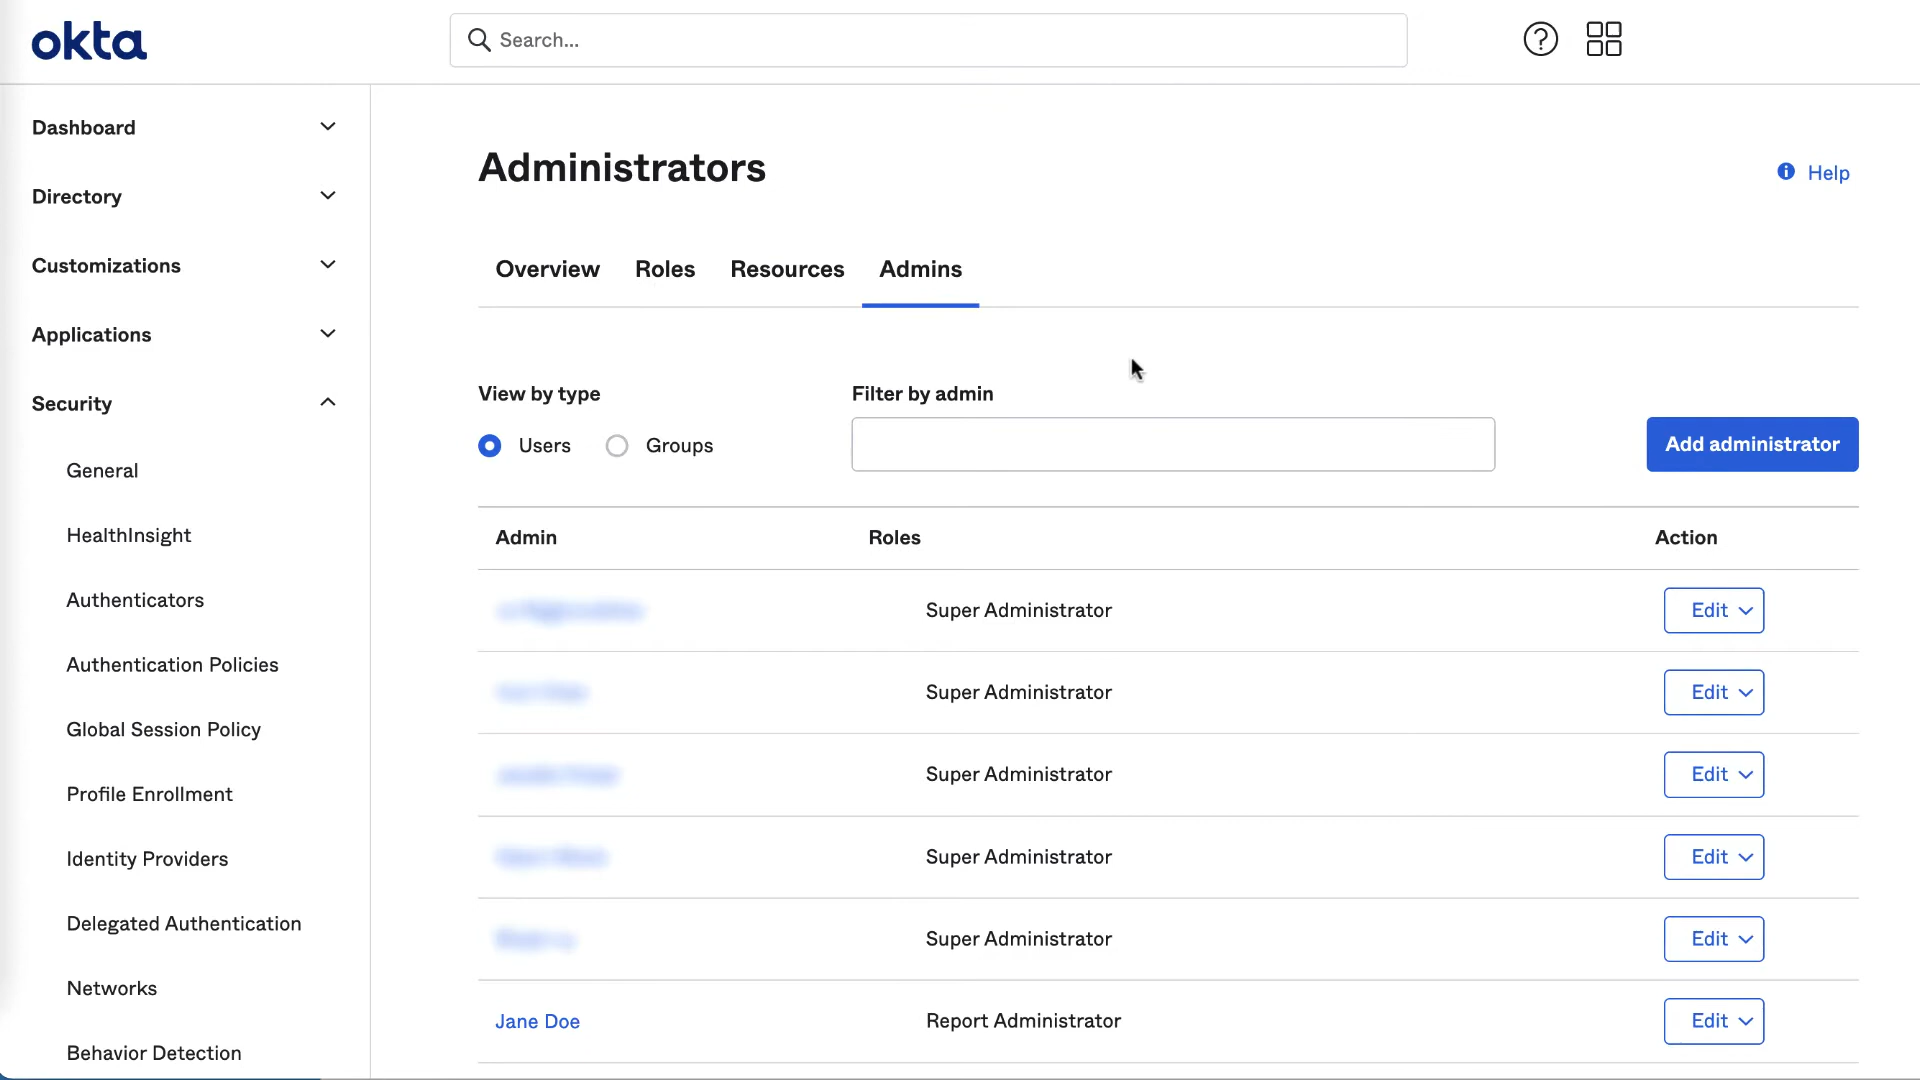 okta
Search...
Dashboard
Directory
Customizations
Applications
Security
General
HealthInsight
Authenticators
Authentication Policies
Global Session Policy
Profile Enrollment
Identity Providers
Delegated Authentication
Networks
Behavior Detection
Administrators
Help
Overview Roles Resources Admins
View by type
Users Groups
Filter by admin
Add administrator
Admin Roles Action
Super Administrator Edit
Super Administrator Edit
Super Administrator Edit
Super Administrator Edit
Super Administrator Edit
Jane Doe Report Administrator Edit